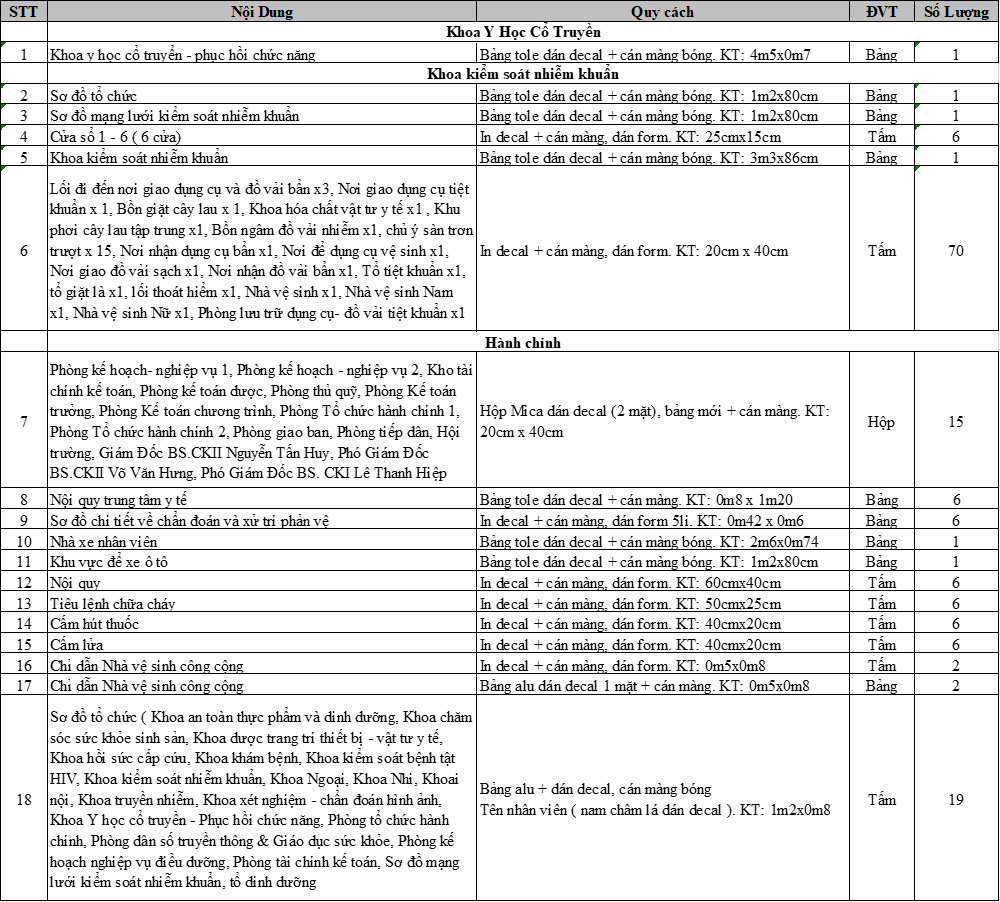 STT Nội Dung Quy cách ĐVT Số Lượng
Khoa Y Học Cổ Truyền
1 Khoa y học cổ truyền - phục hồi chức năng Bảng tole dán decal + cán màng bóng. KT: 4m5x0m7 Bảng 1
Khoa kiểm soát nhiễm khuẩn
2 Sơ đồ tổ chức Bảng tole dán decal + cán màng bóng. KT: 1m2x80cm Bảng 1
3 Sơ đồ mạng lưới kiểm soát nhiễm khuẩn Bảng tole dán decal + cán màng bóng. KT: 1m2x80cm Bảng 1
4 Cửa sổ 1 - 6 ( 6 cửa) In decal + cán màng, dán form. KT: 25cmx15cm Tấm 6
5 Khoa kiểm soát nhiễm khuẩn Bảng tole dán decal + cán màng bóng. KT: 3m3x86cm Bảng 1
6
Lối đi đến nơi giao dụng cụ và đồ vải bẩn x3, Nơi giao dụng cụ tiệt
khuẩn x 1, Bồn giặt cây lau x 1, Khoa hóa chất vật tư y tế x1 , Khu
phơi cây lau tập trung x1, Bồn ngâm đồ vải nhiễm x1, chủ ý sàn trơn
trượt x 15, Nơi nhận dụng cụ bẩn x1, Nơi để dụng cụ vệ sinh x1,
Nơi giao đồ vải sạch x1, Nơi nhận đồ vải bẩn x1, Tổ tiệt khuẩn x1,
tổ giặt là x1, lối thoát hiểm x1, Nhà vệ sinh x1, Nhà vệ sinh Nam
x1, Nhà vệ sinh Nữ x1, Phòng lưu trữ dụng cụ- đồ vải tiệt khuẩn x1
In decal + cán màng, dán form. KT: 20cm x 40cm
Tấm
70
Hành chính
7
Phòng kế hoạch- nghiệp vụ 1, Phòng kế hoạch - nghiệp vụ 2, Kho tài
chinh kế toán, Phòng kế toán dược, Phòng thủ quỹ, Phòng Kế toán
trưởng, Phòng Kế toán chương trình, Phòng Tổ chức hành chinh 1,
Phòng Tổ chức hành chinh 2, Phòng giao ban, Phòng tiếp dân, Hội
trường, Giám Đốc BS.CKII Nguyễn Tấn Huy, Phó Giám Đốc
BS.CKII Võ Văn Hưng, Phó Giám Đốc BS. CKI Lê Thanh Hiệp
Hộp Mica dán decal (2 mặt), bảng mới + cán màng. KT:
20cm x 40cm
Hộp
15
8 Nội quy trung tâm y tế Bảng tole dán decal + cán màng. KT: 0m8 x 1m20 Bảng 6
9 Sơ đồ chi tiết về chẩn đoán và xử trí phản vệ In decal + cán màng, dán form 5li. KT: 0m42 x 0m6 Bảng 6
10 Nhà xe nhân viên Bảng tole dán decal + cán màng bóng. KT: 2m6x0m74 Bảng 1
11 Khu vực để xe ô tô Bảng tole dán decal + cán màng bóng. KT: 1m2x80cm Bảng 1
12 Nội quy In decal + cán màng, dán form. KT: 60cmx40cm Tấm 6
13 Tiêu lệnh chữa cháy In decal + cán màng, dán form. KT: 50cmx25cm Tấm 6
14 Cấm hút thuốc In decal + cán màng, dán form. KT: 40cmx20cm Tấm 6
15 Cấm lửa In decal + cán màng, dán form. KT: 40cmx20cm Tấm 6
16 Chỉ dẫn Nhà vệ sinh công cộng In decal + cán màng, dán form. KT: 0m5x0m8 Tấm 2
17 Chỉ dẫn Nhà vệ sinh công cộng Bảng alu dán decal 1 mặt + cán màng. KT: 0m5x0m8 Bảng 2
18
Sơ đồ tổ chức ( Khoa an toàn thực phẩm và dinh dưỡng, Khoa chăm
sóc sức khỏe sinh sản, Khoa dược trang tri thiết bị - vật tư y tế,
Khoa hồi sức cấp cứu, Khoa khám bệnh, Khoa kiểm soát bệnh tật
HIV, Khoa kiểm soát nhiễm khuẩn, Khoa Ngoại, Khoa Nhi, Khoai
nội, Khoa truyền nhiễm, Khoa xét nghiệm - chẩn đoán hình ảnh,
Khoa Y học cổ truyền - Phục hồi chức năng, Phòng tổ chức hành
chinh, Phòng dân số truyền thông & Giáo dục sức khỏe, Phòng kế
hoạch nghiệp vụ điều dưỡng, Phòng tài chinh kế toán, Sơ đồ mạng
lưới kiểm soát nhiễm khuẩn, tổ dinh dưỡng
Bảng alu + dán decal, cán màng bóng
Tên nhân viên ( nam châm lá dán decal ). KT: 1m2x0m8
Tấm
19